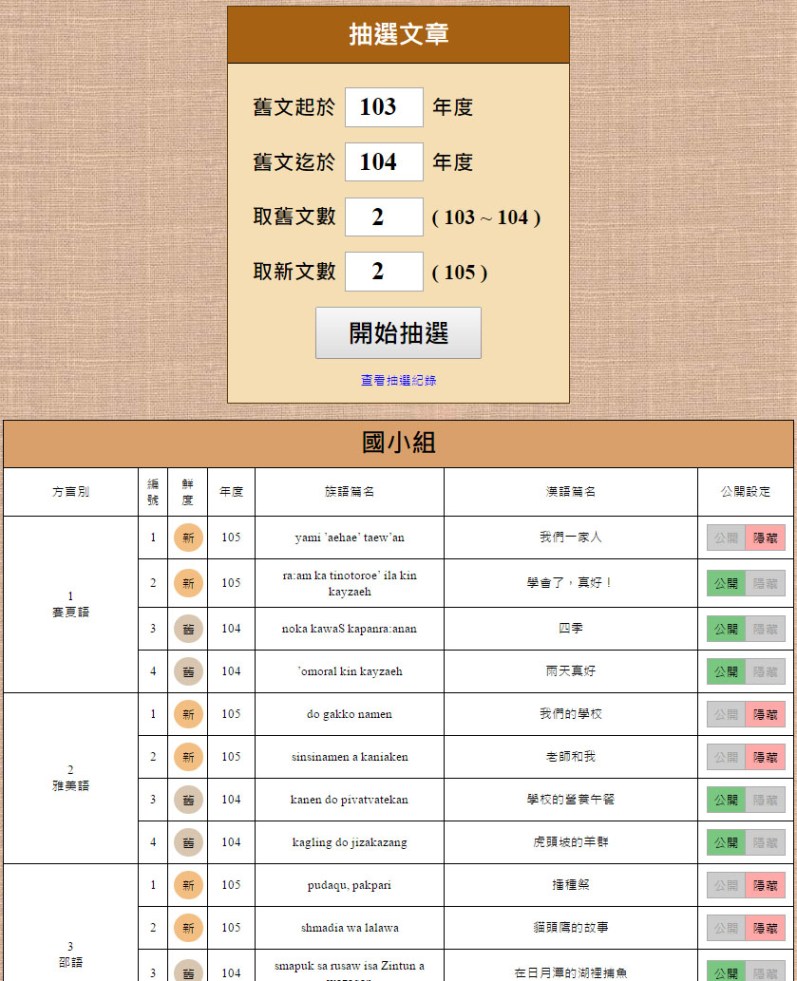 抽選文章
舊文起於 103 年度
舊文迄於 104 年度
取舊文數 2 ( 103 ~ 104 )
取新文數 2 ( 105 )
開始抽選
查看抽選紀錄
國小組
方言別 編號 鮮度 年度 族語篇名 漢語篇名 公開設定
1 賽夏語
1 新 105 yami 'aehae' taew'an 我們一家人 公開 隱藏
2 新 105 ra:am ka tinotoroe' ila kin kayzaeh 學會了,真好! 公開 隱藏
3 舊 104 noka kawaS kapanra:anan 四季 公開 隱藏
4 舊 104 'omoral kin kayzaeh 雨天真好 公開 隱藏
2 雅美語
1 新 105 do gakko namen 我們的學校 公開 隱藏
2 新 105 sinsinamen a kaniaken 老師和我 公開 隱藏
3 舊 104 kanen do pivatvatekan 學校的營養午餐 公開 隱藏
4 舊 104 kagling do jizakazang 虎頭坡的羊群 公開 隱藏
3 邵語
1 新 105 pudaqu, pakpari 播種祭 公開 隱藏
2 新 105 shmadia wa lalawa 貓頭鷹的故事 公開 隱藏
3 舊 104 smapuk sa rusaw isa Zintun a 在日月潭的湖裡捕魚 公開 隱藏